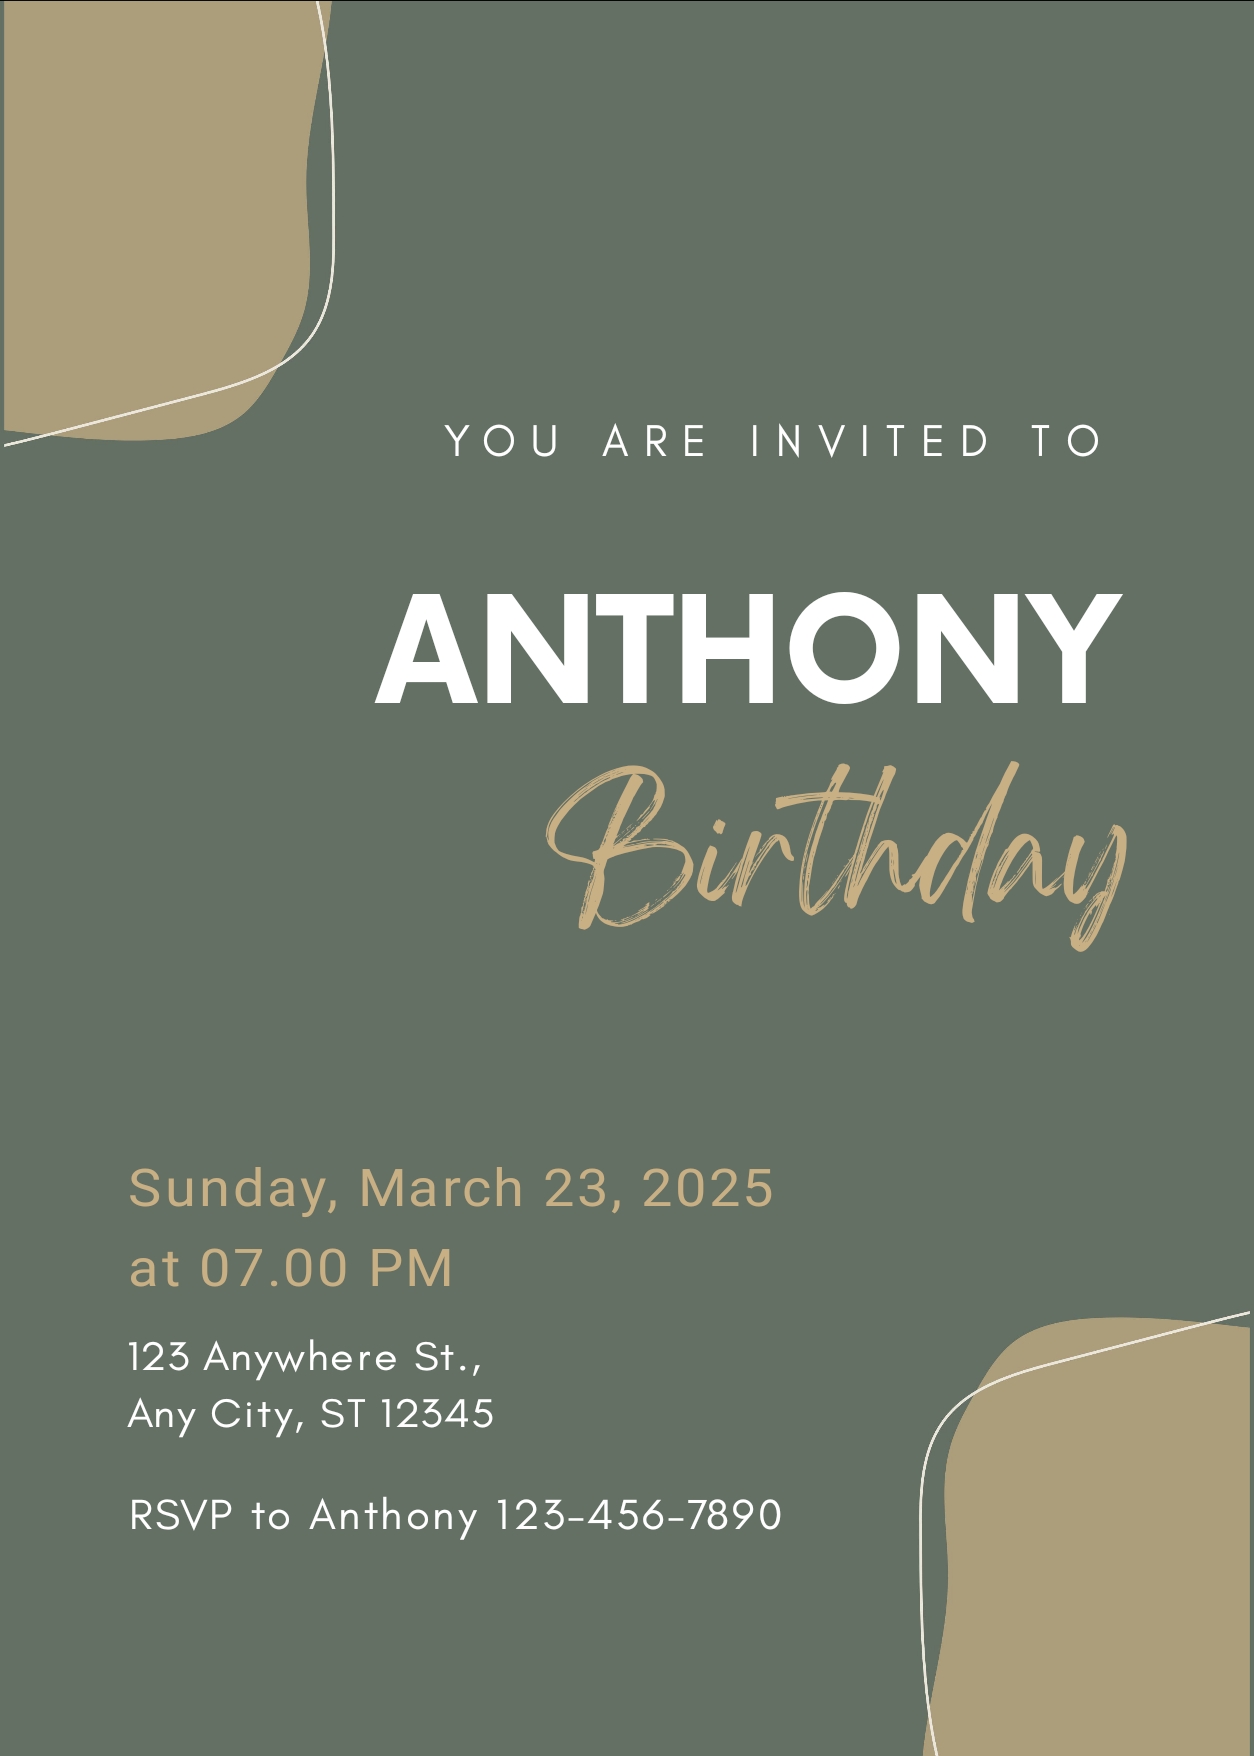 YOU ARE INVITED TO
ANTHONY
Birthday
Sunday, March 23, 2025
at 07.00 PM
123 Anywhere St.,
Any City, ST 12345
RSVP to Anthony 123-456-7890